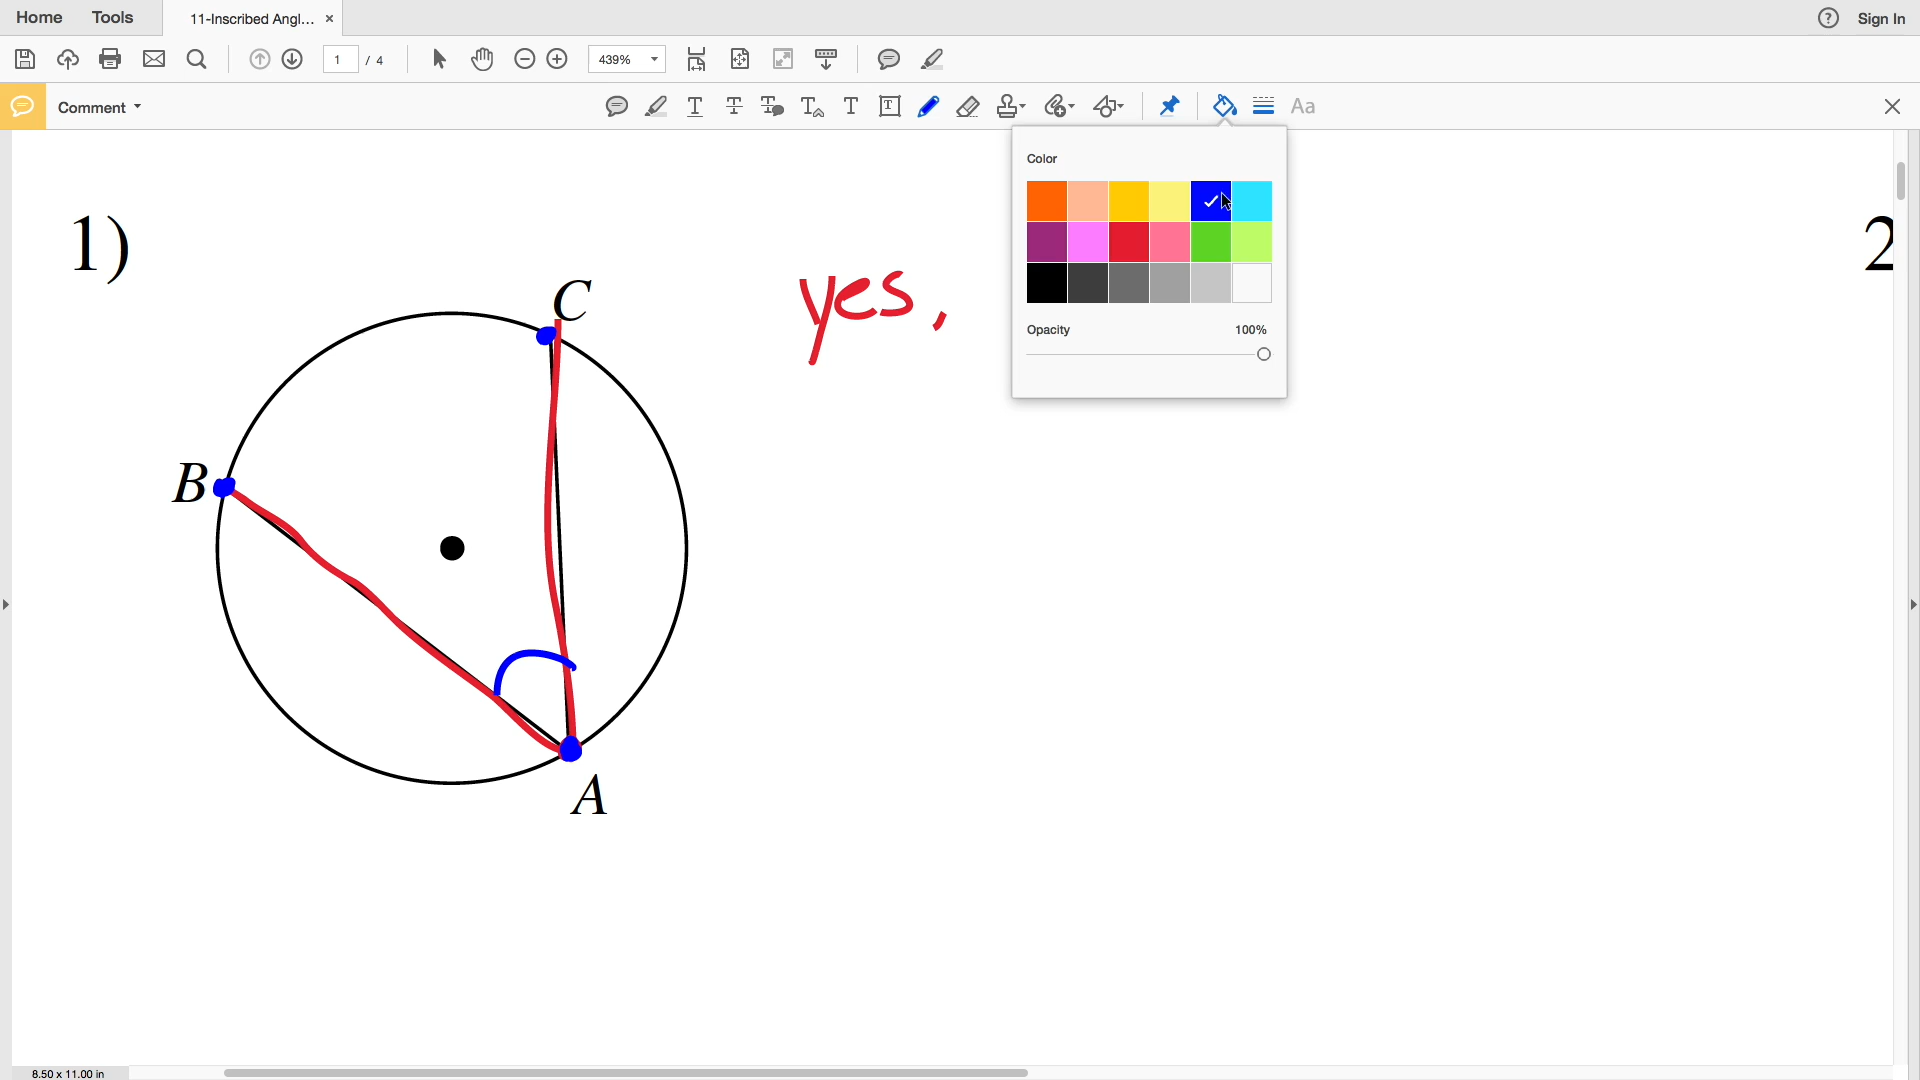 Home Tools 11-Inscribed Angl... × ? Sign In
1 / 4 439%
Comment T T T T T T Aa
Color
1)
2
C
yes,
Opacity 100%
B
A
8.50 x 11.00 in